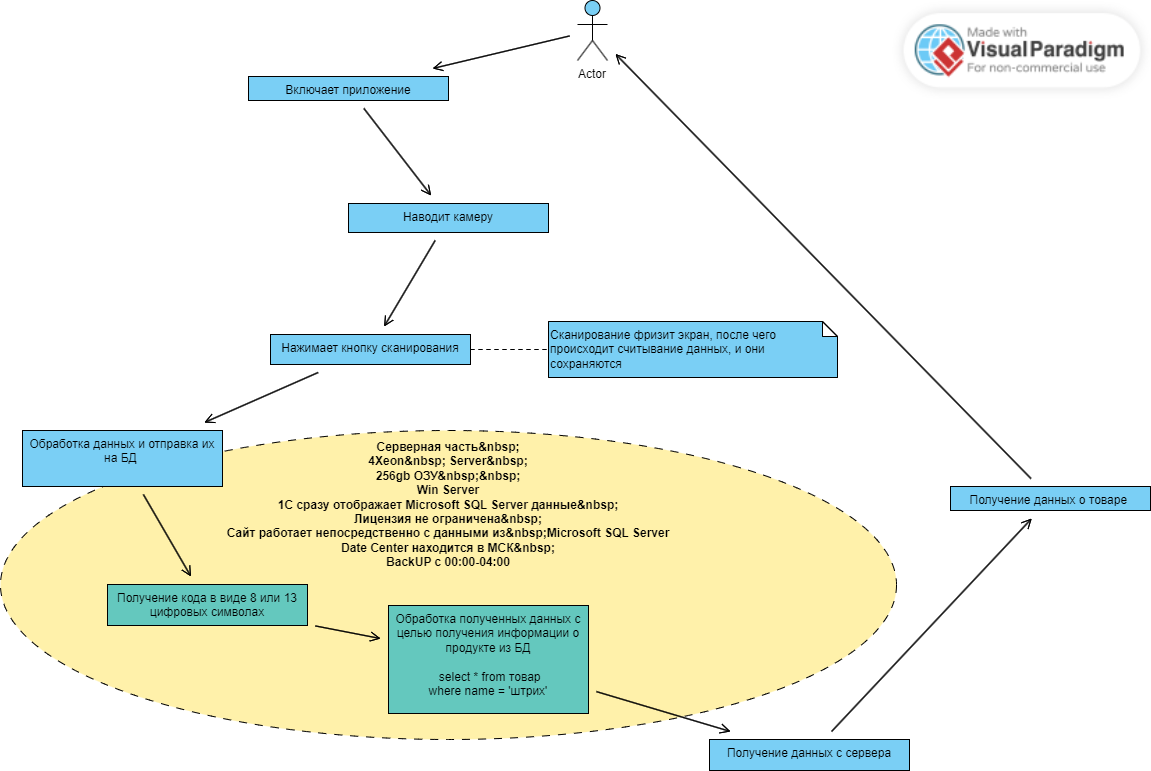 Made with
Visual Paradigm
For non-commercial use
Actor
Включает приложение
Наводит камеру
Нажимает кнопку сканирования
Сканирование фризит экран, после чего
происходит считывание данных, и они
сохраняются
Обработка данных и отправка их
на БД
Серверная часть&nbsp;
4Xeon&nbsp; Server&nbsp;
256gb ОЗУ&nbsp;&nbsp;
Win Server
1С сразу отображает Microsoft SQL Server данные&nbsp;
Лицензия не ограничена&nbsp;
Сайт работает непосредственно с данными из&nbsp;Microsoft SQL Server
Date Center находится в МСК&nbsp;
BackUP с 00:00-04:00
Получение данных о товаре
Получение кода в виде 8 или 13
цифровых символах
Обработка полученных данных с
целью получения информации о
продукте из БД
select * from товар
where name = 'штрих'
Получение данных с сервера